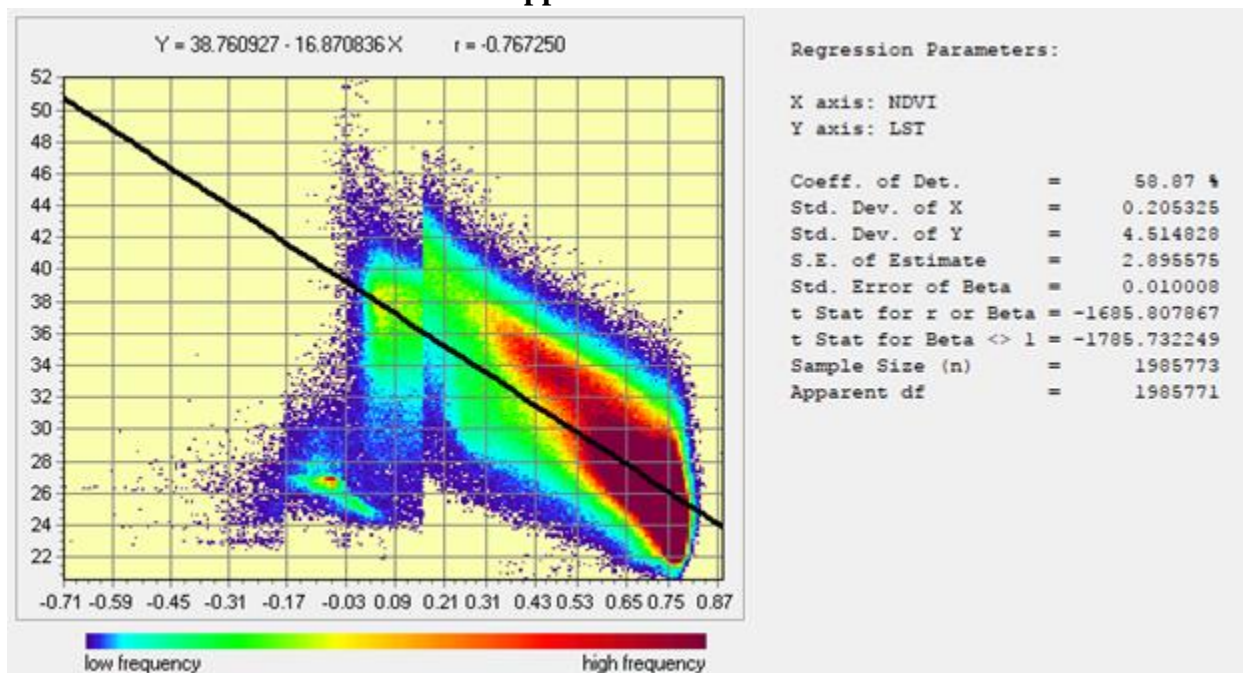 Y = 38.760927 - 16.870836 X r = -0.767250
52
50
48
46
44
42
40
38
36
34
32
30
28
26
24
22
-0.71 -0.59 -0.45 -0.31 -0.17 -0.03 0.09 0.21 0.31 0.43 0.53 0.65 0.75 0.87
low frequency high frequency
Regression Parameters:
X axis: NDVI
Y axis: LST
Coeff. of Det. = 58.87 %
Std. Dev. of X = 0.205325
Std. Dev. of Y = 4.514828
S.E. of Estimate = 2.895575
Std. Error of Beta = 0.010008
t Stat for r or Beta = -1685.807867
t Stat for Beta <> 1 = -1785.732249
Sample Size (n) = 1985773
Apparent df = 1985771